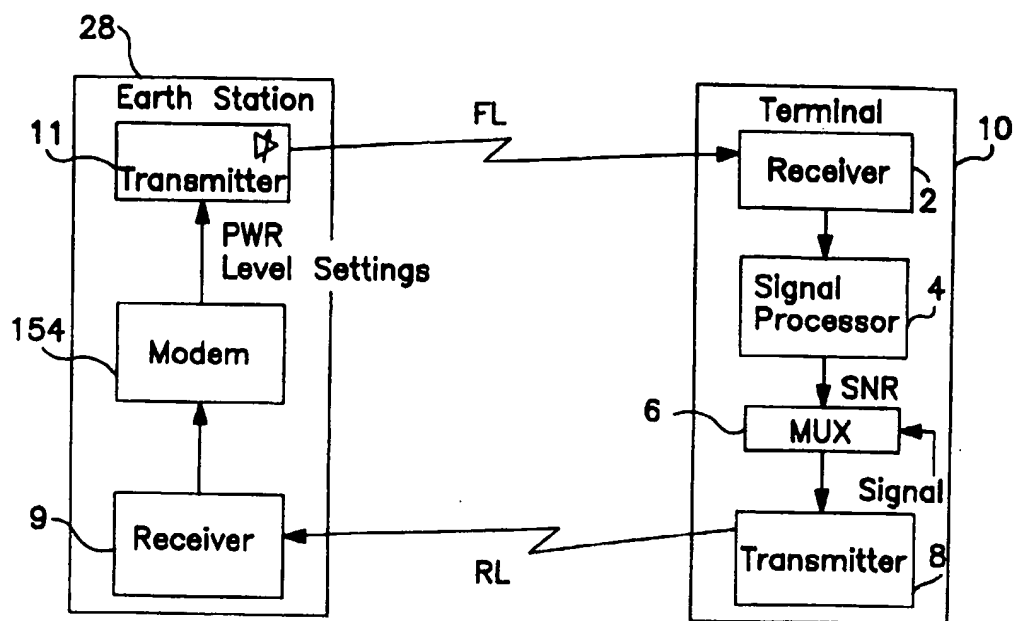 28
Earth Station
11
Transmitter
FL
Terminal
10
Receiver
2
PWR
Level Settings
Signal
Processor
4
154
Modem
SNR
6
MUX
Signal
9
Receiver
RL
Transmitter
8